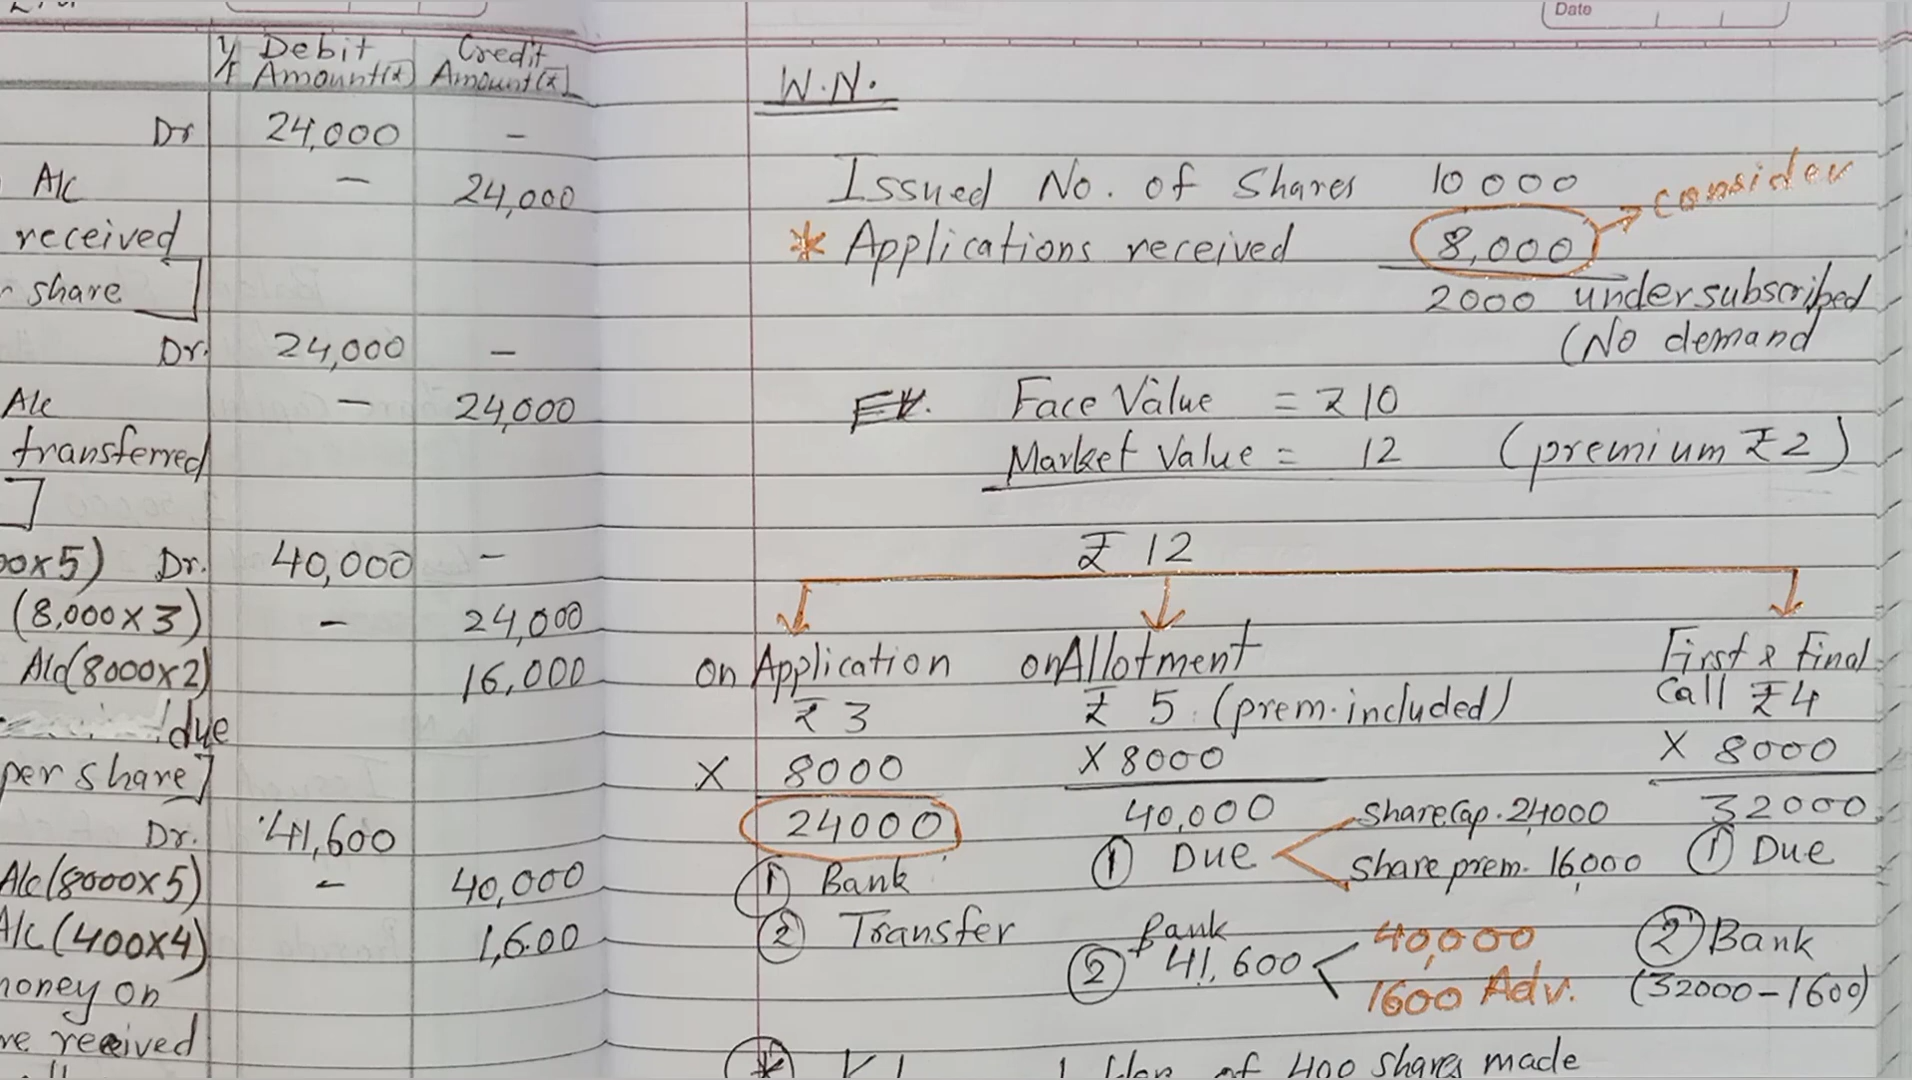 Date
Y/F Debit Amount(₹) Credit Amount(₹)
Dr 24,000 –
A/c – 24,000
received
share
Dr. 24,000 –
A/c – 24,000
transferred
]
00x5) Dr. 40,000 –
(8,000 x 3) – 24,000
A/c(8000x2) 16,000
due
per share]
Dr. 41,600
A/c(8000x5) – 40,000
A/c (400x4) 1,600
money on
received
W.N.
Issued No. of Shares 10000
* Applications received 8,000 → consider
2000 undersubscribed
(No demand
Face Value = ₹10
Market Value = 12 (premium ₹2)
₹ 12
on Application on Allotment First & Final
₹ 3 ₹ 5 (prem. included) Call ₹4
X 8000 X 8000 X 8000
24000 40,000 32000
Share Cap. 24000
Share prem. 16,000
① Bank ① Due ① Due
② Transfer ② Bank 41,600 ② Bank
40,000
1600 Adv. (32000-1600)
of 400 shares made